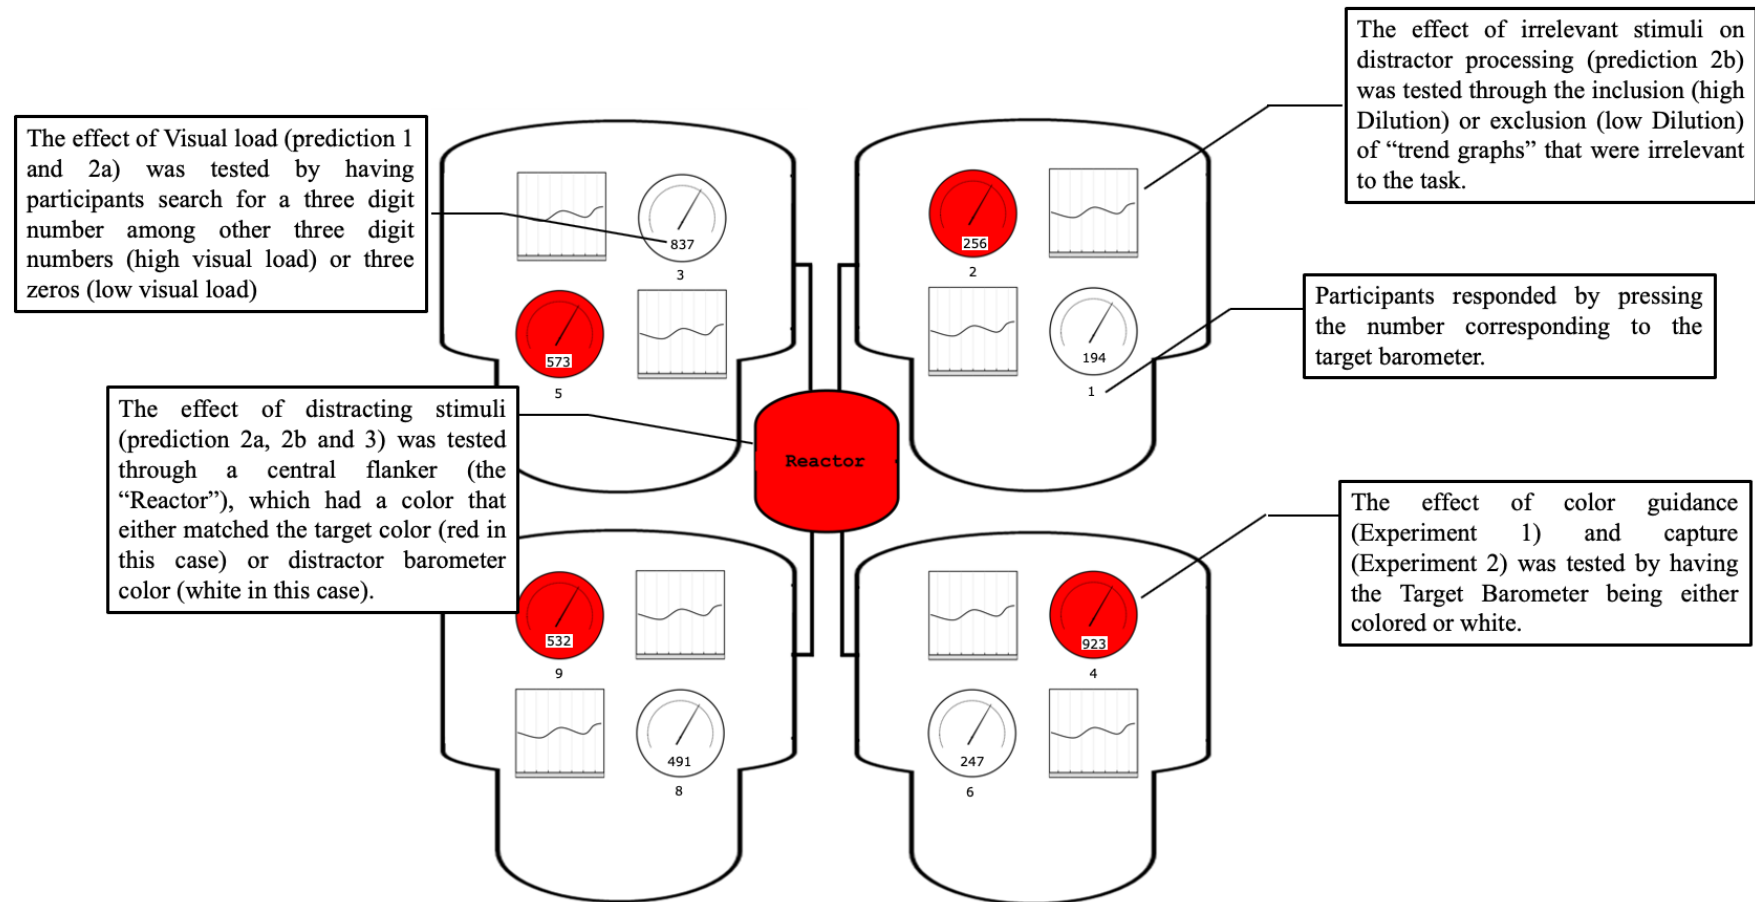 The effect of irrelevant stimuli on
distractor processing (prediction 2b)
was tested through the inclusion (high
Dilution) or exclusion (low Dilution)
of “trend graphs” that were irrelevant
to the task.
The effect of Visual load (prediction 1
and 2a) was tested by having
participants search for a three digit
number among other three digit
numbers (high visual load) or three
zeros (low visual load)
837
3
573
5
256
2
194
1
Participants responded by pressing
the number corresponding to the
target barometer.
The effect of distracting stimuli
(prediction 2a, 2b and 3) was tested
through a central flanker (the
“Reactor”), which had a color that
either matched the target color (red in
this case) or distractor barometer
color (white in this case).
Reactor
The effect of color guidance
(Experiment 1) and capture
(Experiment 2) was tested by having
the Target Barometer being either
colored or white.
532
9
491
8
923
4
247
6